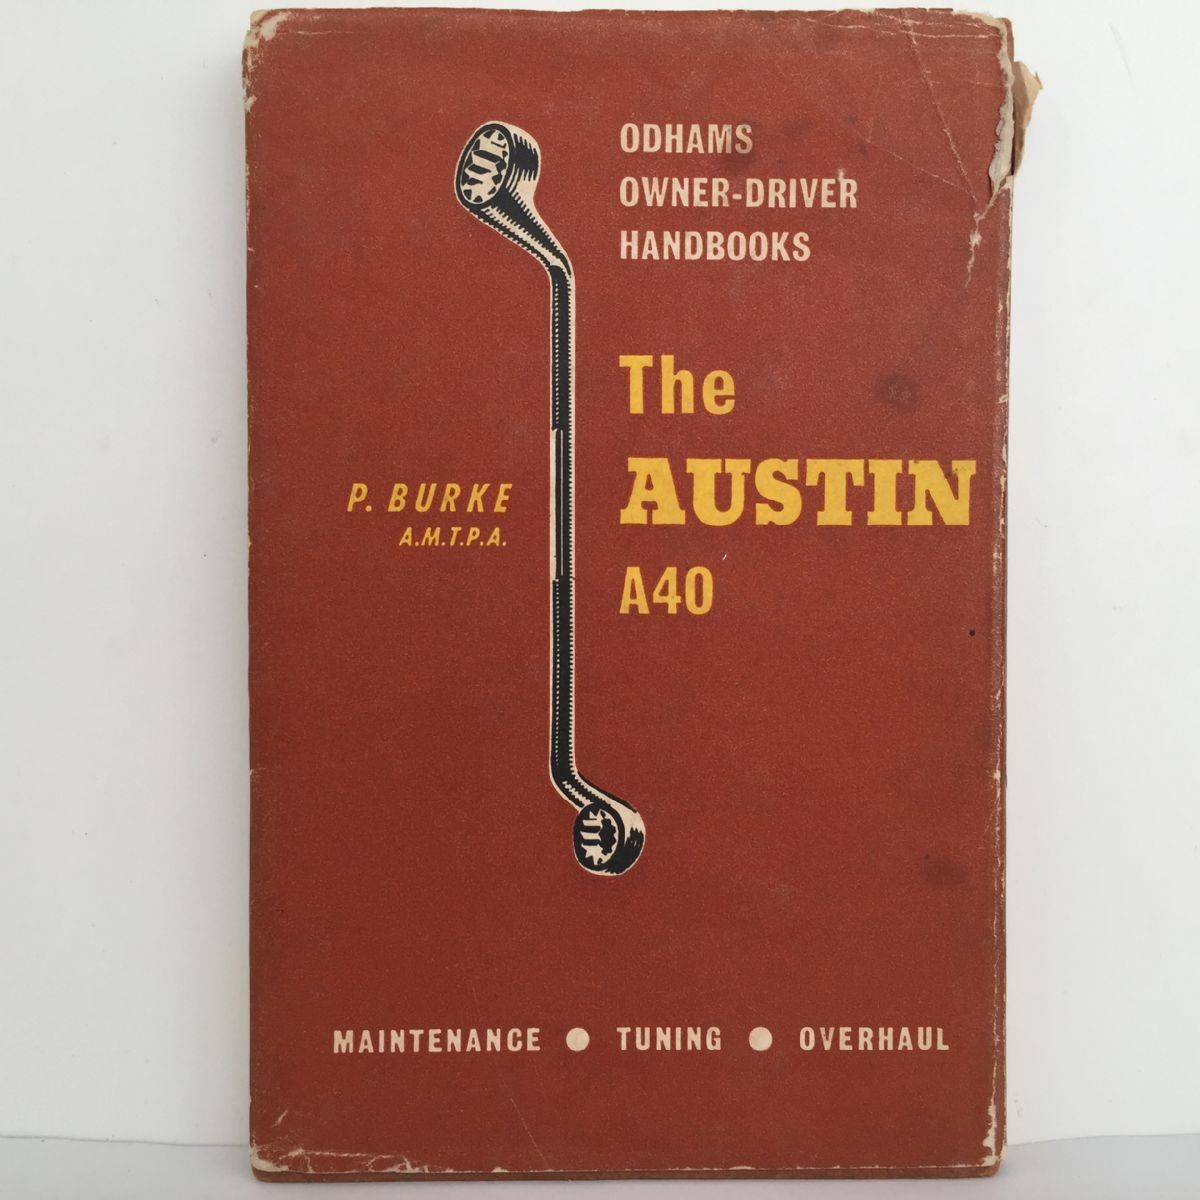 ODHAMS
OWNER-DRIVER
HANDBOOKS
The
AUSTIN
A40
P. BURKE
A.M.T.P.A.
MAINTENANCE ● TUNING ● OVERHAUL